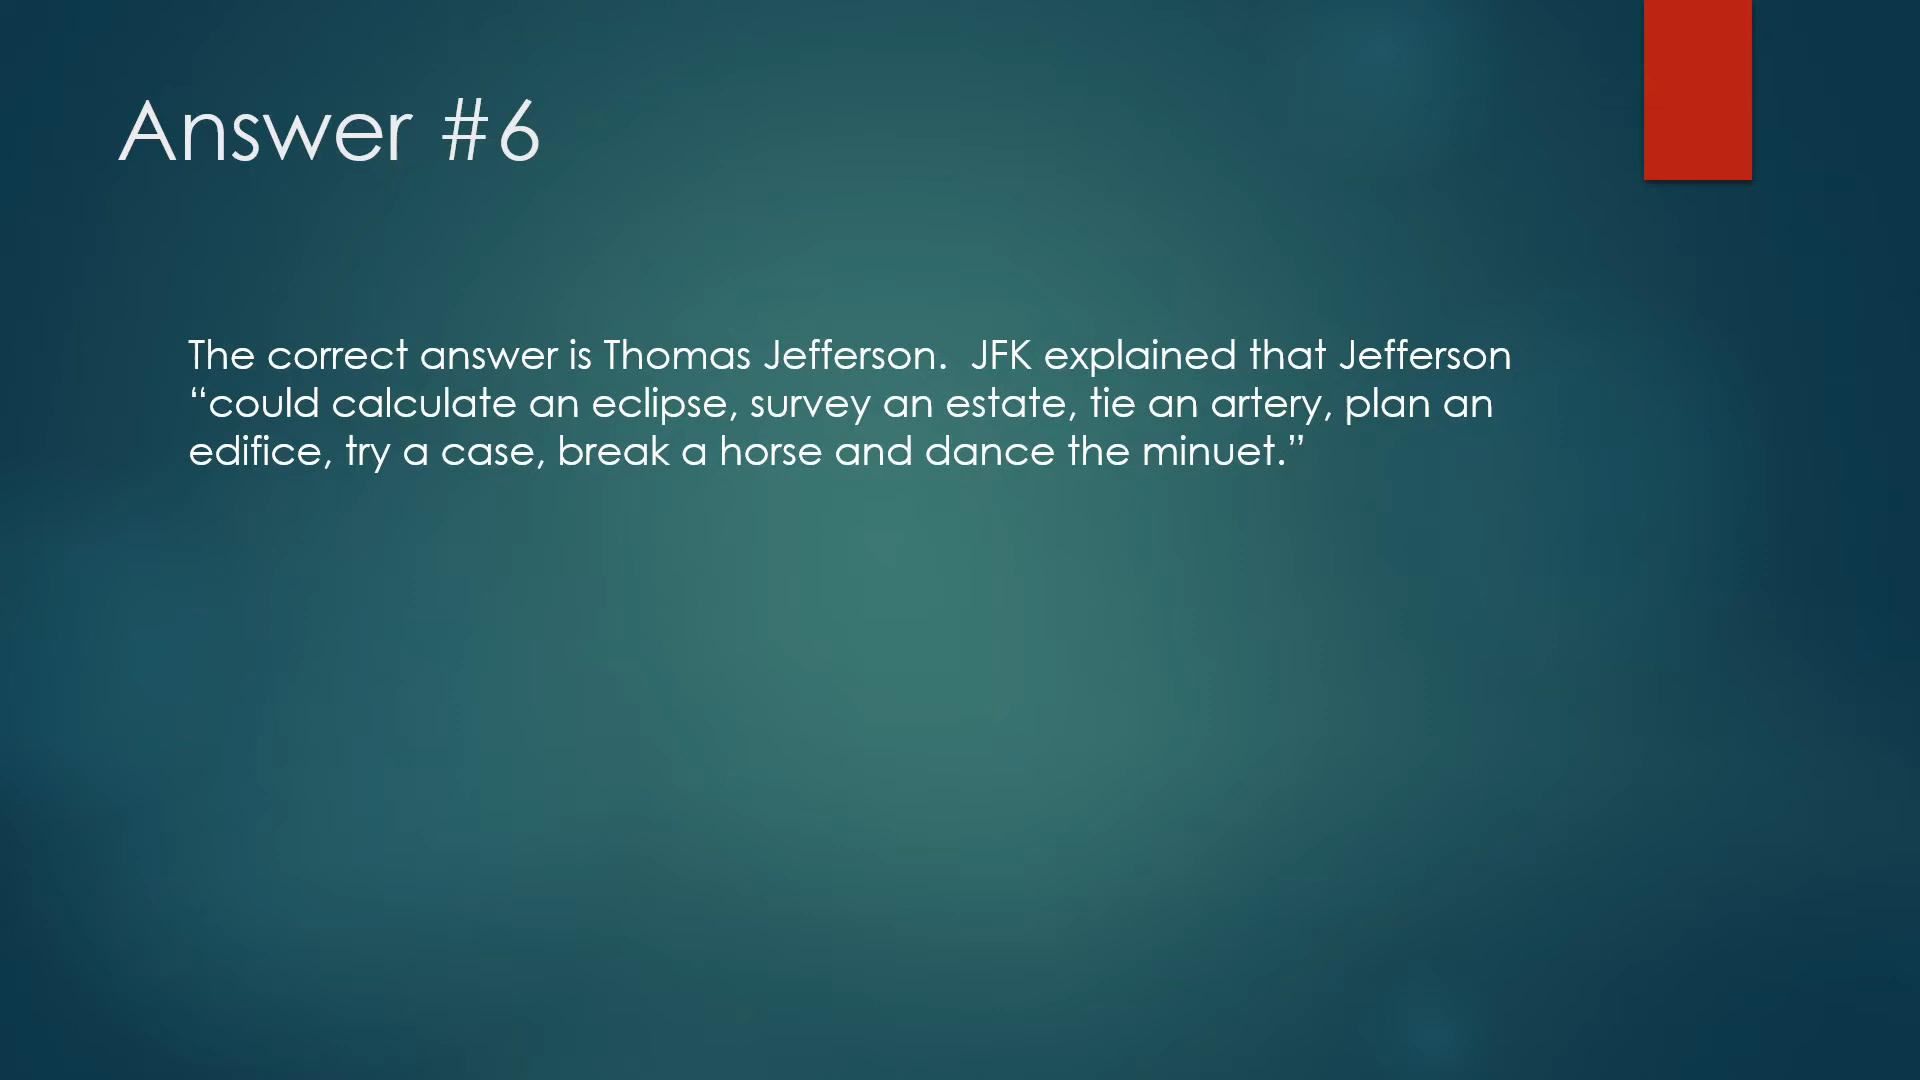 Answer #6
The correct answer is Thomas Jefferson.  JFK explained that Jefferson
“could calculate an eclipse, survey an estate, tie an artery, plan an
edifice, try a case, break a horse and dance the minuet.”